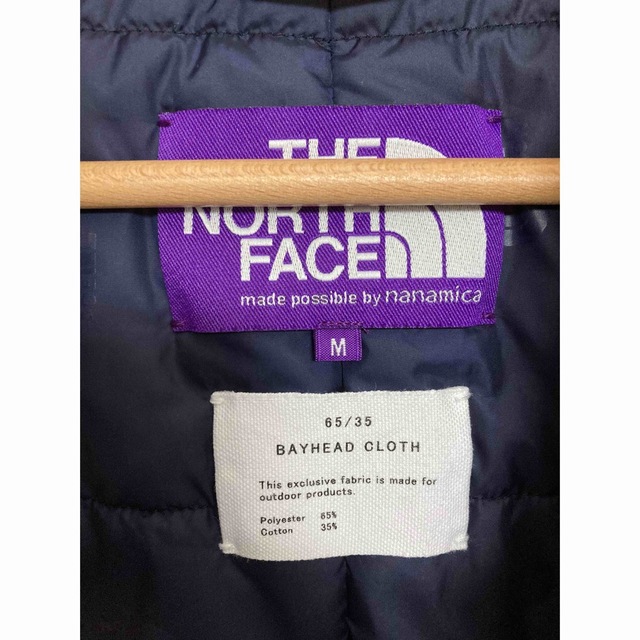 THE
NORTH
FACE
made possible by nanamica
M
65/35
BAYHEAD CLOTH
This exclusive fabric is made for
outdoor products.
Polyester 65%
Cotton 35%